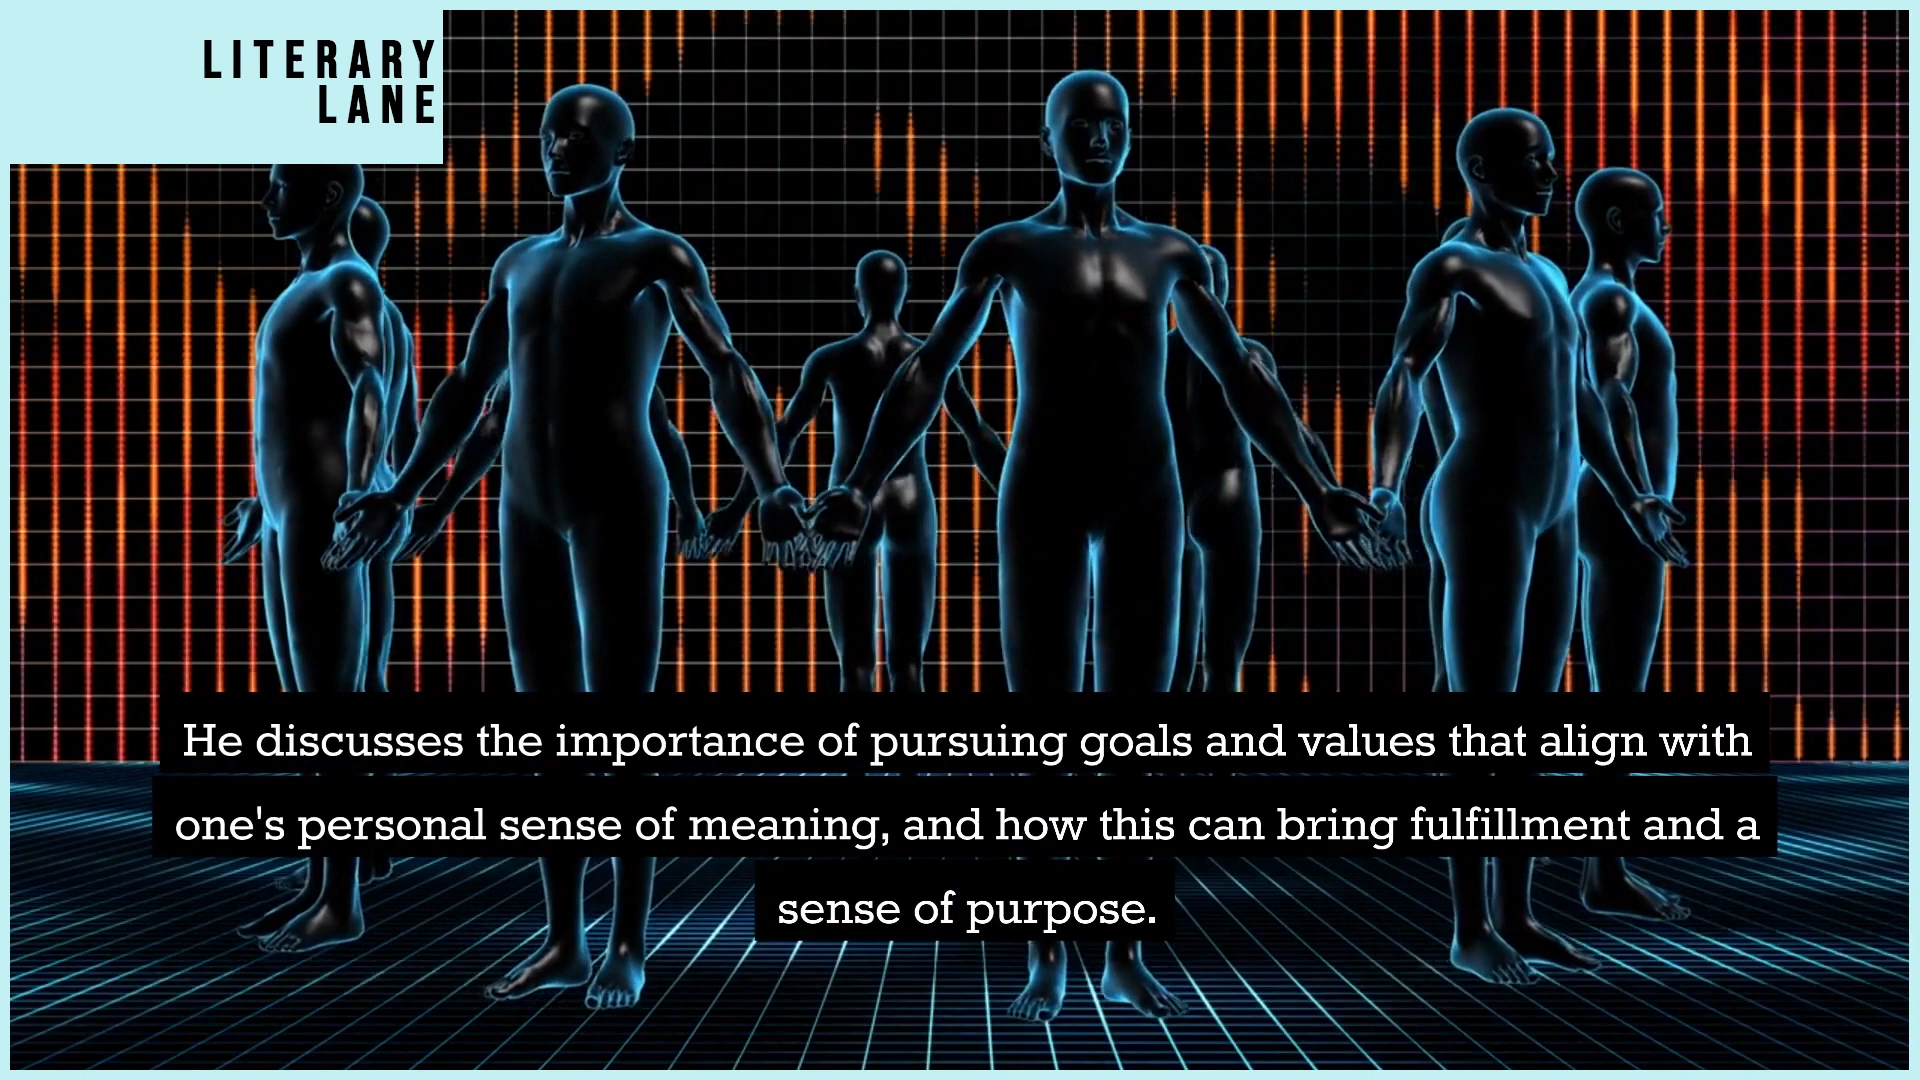 LITERARY
LANE
He discusses the importance of pursuing goals and values that align with
one's personal sense of meaning, and how this can bring fulfillment and a
sense of purpose.